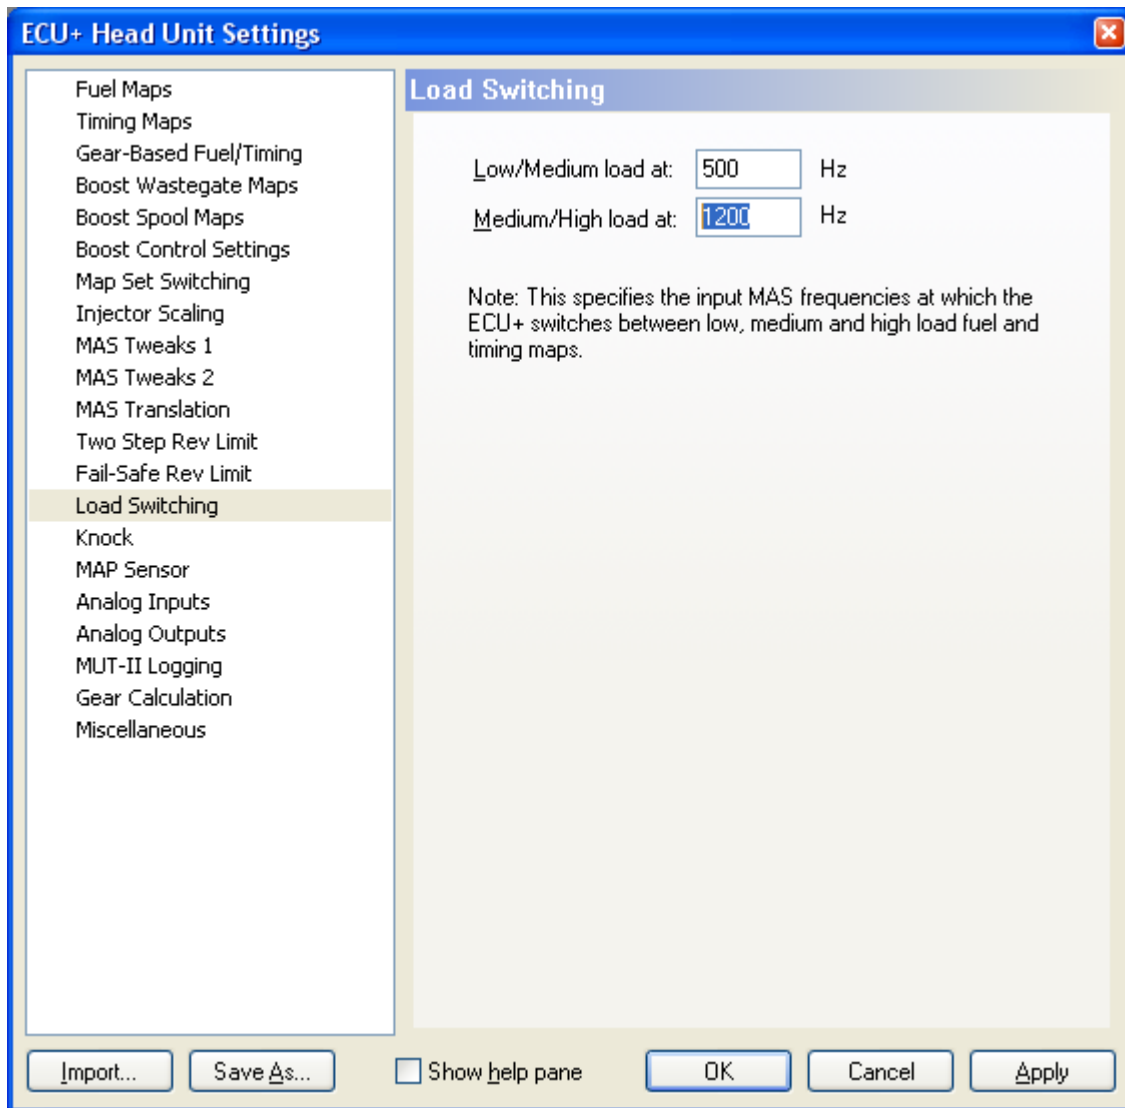 ECU+ Head Unit Settings
Fuel Maps
Timing Maps
Gear-Based Fuel/Timing
Boost Wastegate Maps
Boost Spool Maps
Boost Control Settings
Map Set Switching
Injector Scaling
MAS Tweaks 1
MAS Tweaks 2
MAS Translation
Two Step Rev Limit
Fail-Safe Rev Limit
Load Switching
Knock
MAP Sensor
Analog Inputs
Analog Outputs
MUT-II Logging
Gear Calculation
Miscellaneous
Load Switching
Low/Medium load at: 500 Hz
Medium/High load at: 1200 Hz
Note: This specifies the input MAS frequencies at which the
ECU+ switches between low, medium and high load fuel and
timing maps.
Import... Save As... Show help pane OK Cancel Apply